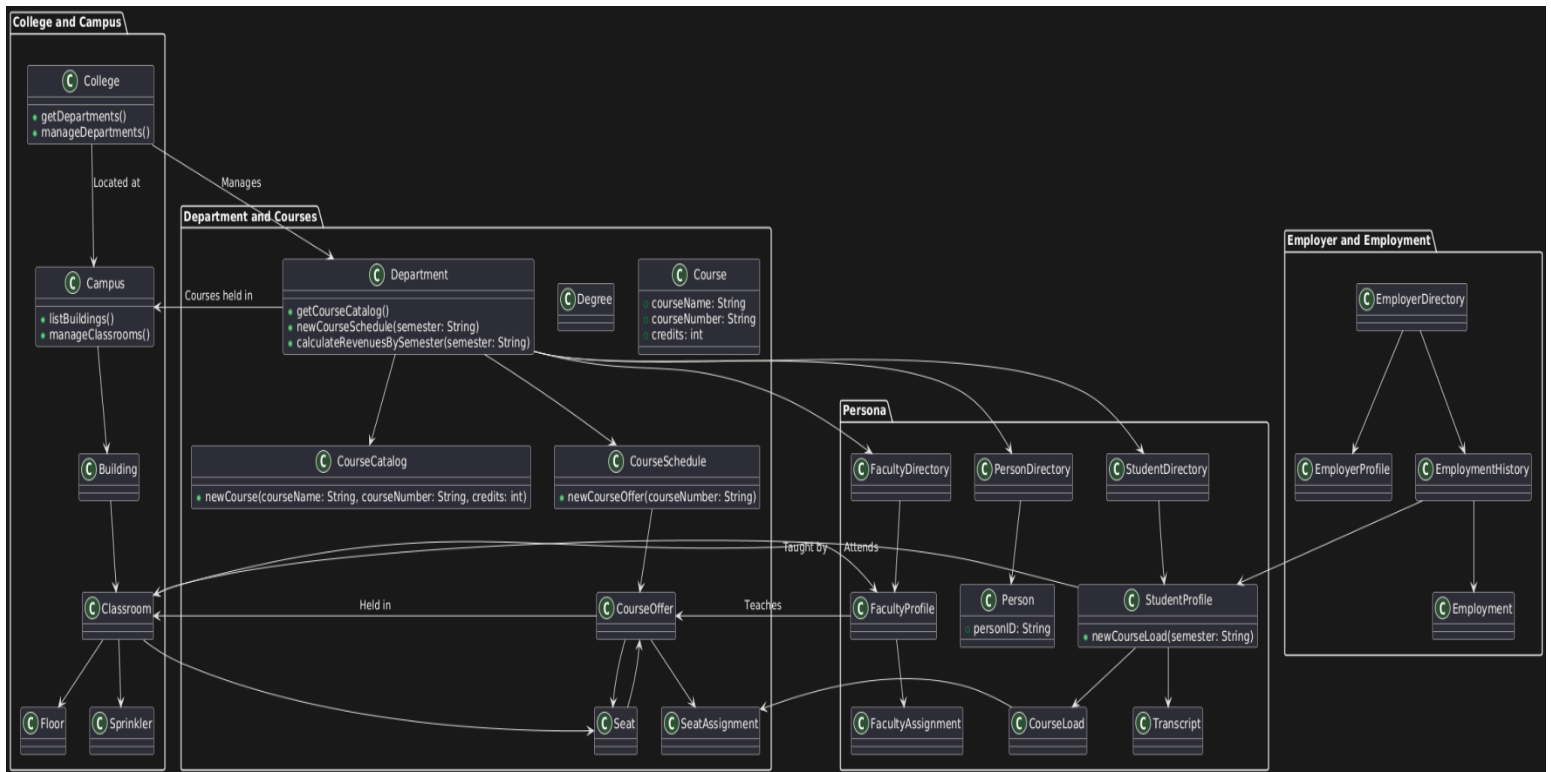 College and Campus
C College
getDepartments()
manageDepartments()
Located at
Manages
Department and Courses
Employer and Employment
C Campus
listBuildings()
manageClassrooms()
Courses held in
C Department
getCourseCatalog()
newCourseSchedule(semester: String)
calculateRevenuesBySemester(semester: String)
C Degree
C Course
courseName: String
courseNumber: String
credits: int
C EmployerDirectory
Persona
C Building
C CourseCatalog
newCourse(courseName: String, courseNumber: String, credits: int)
C CourseSchedule
newCourseOffer(courseNumber: String)
C FacultyDirectory
C PersonDirectory
C StudentDirectory
C EmployerProfile
C EmploymentHistory
Taught by
Attends
C Classroom
Held in
C CourseOffer
Teaches
C FacultyProfile
C Person
personID: String
C StudentProfile
newCourseLoad(semester: String)
C Employment
C Floor
C Sprinkler
C Seat
C SeatAssignment
C FacultyAssignment
C CourseLoad
C Transcript